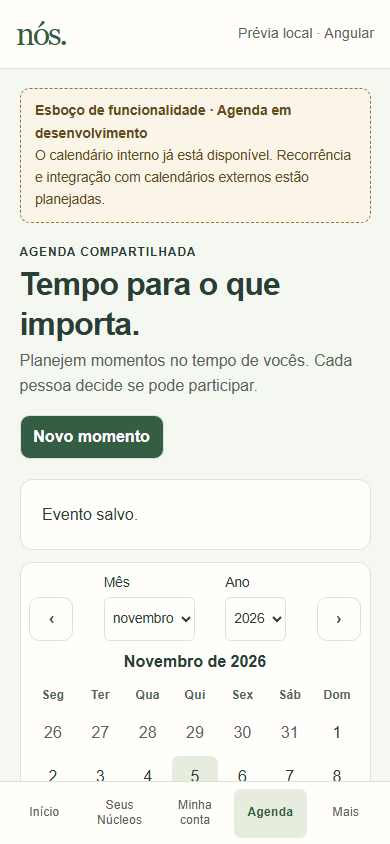 nós.
Prévia local · Angular
Esboço de funcionalidade · Agenda em
desenvolvimento
O calendário interno já está disponível. Recorrência
e integração com calendários externos estão
planejadas.
AGENDA COMPARTILHADA
Tempo para o que
importa.
Planejem momentos no tempo de vocês. Cada
pessoa decide se pode participar.
Novo momento
Evento salvo.
Mês Ano
‹ novembro 2026 ›
Novembro de 2026
Seg Ter Qua Qui Sex Sáb Dom
26 27 28 29 30 31 1
2 3 4 5 6 7 8
Início Seus Núcleos Minha conta Agenda Mais